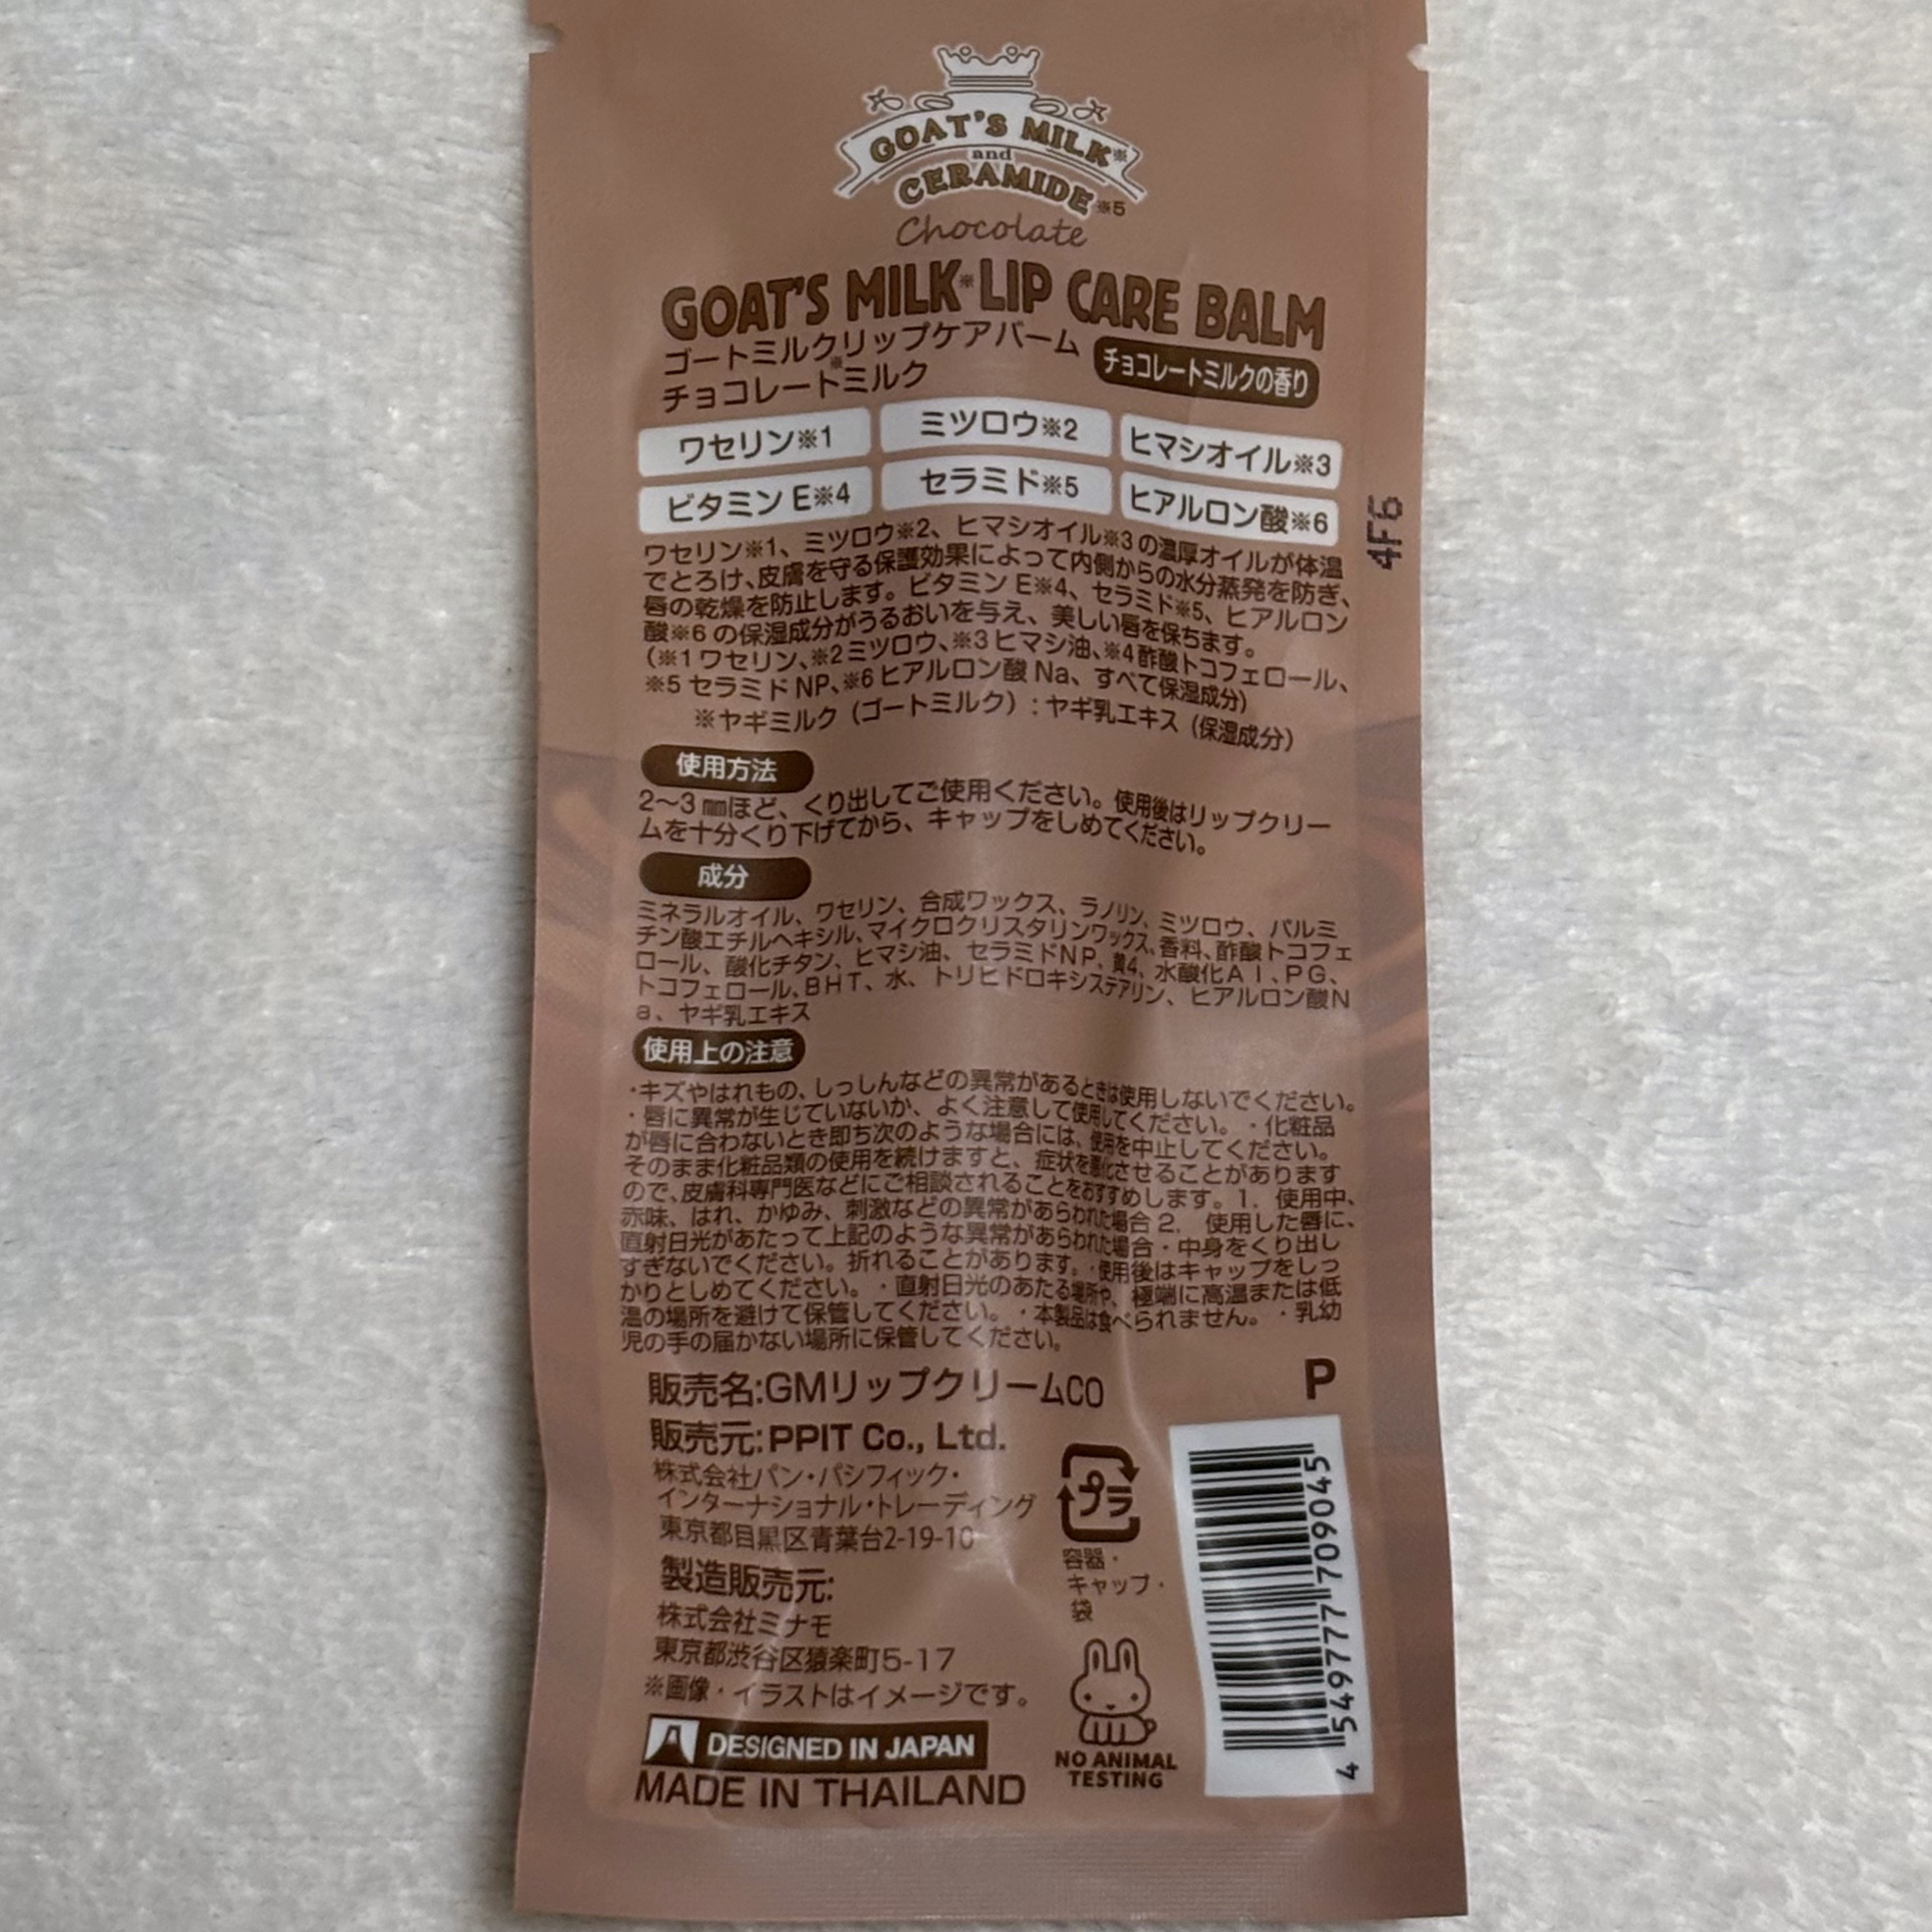 GOAT'S MILK※
and
CERAMIDE※5
Chocolate
GOAT'S MILK※ LIP CARE BALM
ゴートミルクリップケアバーム
※
チョコレートミルク
チョコレートミルクの香り
ワセリン※1 ミツロウ※2 ヒマシオイル※3
ビタミン E※4 セラミド※5 ヒアルロン酸※6
4F6
ワセリン※1、ミツロウ※2、ヒマシオイル※3 の濃厚オイルが体温
でとろけ、皮膚を守る保護効果によって内側からの水分蒸発を防ぎ、
唇の乾燥を防止します。ビタミン E※4、セラミド※5、ヒアルロン
酸※6 の保湿成分がうるおいを与え、美しい唇を保ちます。
(※1 ワセリン、※2 ミツロウ、※3 ヒマシ油、※4 酢酸トコフェロール、
※5 セラミド NP、※6 ヒアルロン酸 Na、すべて保湿成分)
※ヤギミルク（ゴートミルク）：ヤギ乳エキス（保湿成分）
使用方法
2～3 ㎜ほど、くり出してご使用ください。使用後はリップクリー
ムを十分くり下げてから、キャップをしめてください。
成分
ミネラルオイル、ワセリン、合成ワックス、ラノリン、ミツロウ、パルミ
チン酸エチルヘキシル、マイクロクリスタリンワックス、香料、酢酸トコフェ
ロール、酸化チタン、ヒマシ油、セラミドＮＰ、黄4、水酸化Ａｌ、ＰＧ、
トコフェロール、ＢＨＴ、水、トリヒドロキシステアリン、ヒアルロン酸Ｎ
ａ、ヤギ乳エキス
使用上の注意
・キズやはれもの、しっしんなどの異常があるときは使用しないでください。
・唇に異常が生じていないか、よく注意して使用してください。・化粧品
が唇に合わないとき即ち次のような場合には、使用を中止してください。
そのまま化粧品類の使用を続けますと、症状を悪化させることがあります
ので、皮膚科専門医などにご相談されることをおすすめします。1. 使用中、
赤味、はれ、かゆみ、刺激などの異常があらわれた場合 2. 使用した唇に、
直射日光があたって上記のような異常があらわれた場合・中身をくり出し
すぎないでください。折れることがあります。・使用後はキャップをしっ
かりとしめてください。・直射日光のあたる場所や、極端に高温または低
温の場所を避けて保管してください。・本製品は食べられません。・乳幼
児の手の届かない場所に保管してください。
販売名:GMリップクリームCO
P
販売元:PPIT Co., Ltd.
株式会社パン・パシフィック・
インターナショナル・トレーディング
東京都目黒区青葉台2-19-10
製造販売元:
株式会社ミナモ
東京都渋谷区猿楽町5-17
※画像・イラストはイメージです。
DESIGNED IN JAPAN
MADE IN THAILAND
プラ
容器・
キャップ・
袋
NO ANIMAL
TESTING